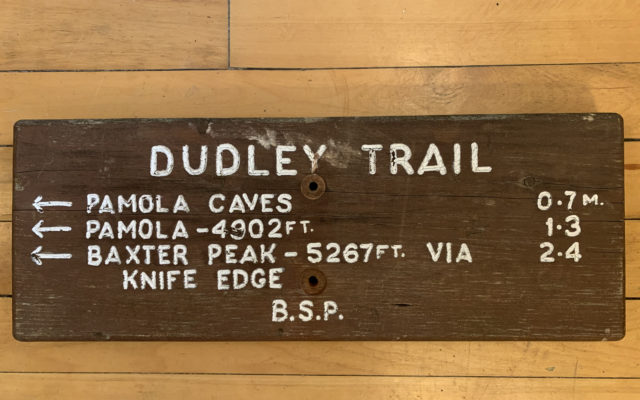 DUDLEY TRAIL
← PAMOLA CAVES 0.7 M.
← PAMOLA - 4902 FT. 1.3
← BAXTER PEAK - 5267 FT. VIA 2.4
KNIFE EDGE
B.S.P.